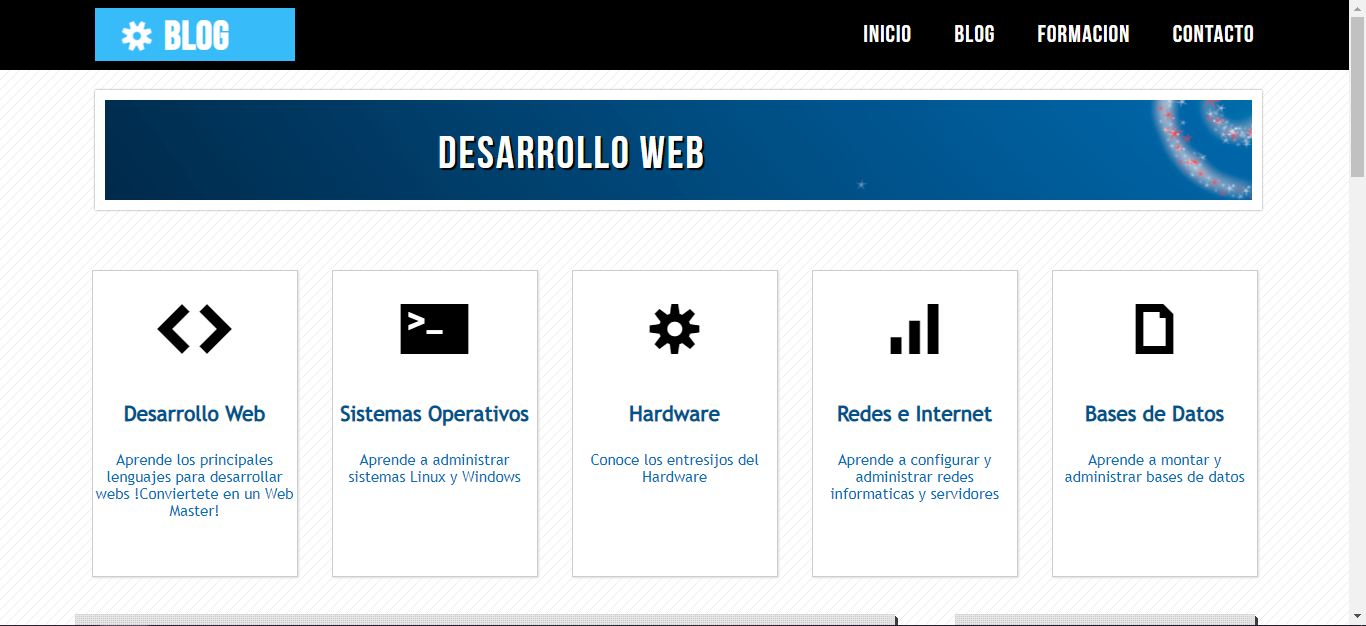 BLOG
INICIO BLOG FORMACION CONTACTO
DESARROLLO WEB
Desarrollo Web
Aprende los principales
lenguajes para desarrollar
webs !Conviertete en un Web
Master!
Sistemas Operativos
Aprende a administrar
sistemas Linux y Windows
Hardware
Conoce los entresijos del
Hardware
Redes e Internet
Aprende a configurar y
administrar redes
informaticas y servidores
Bases de Datos
Aprende a montar y
administrar bases de datos